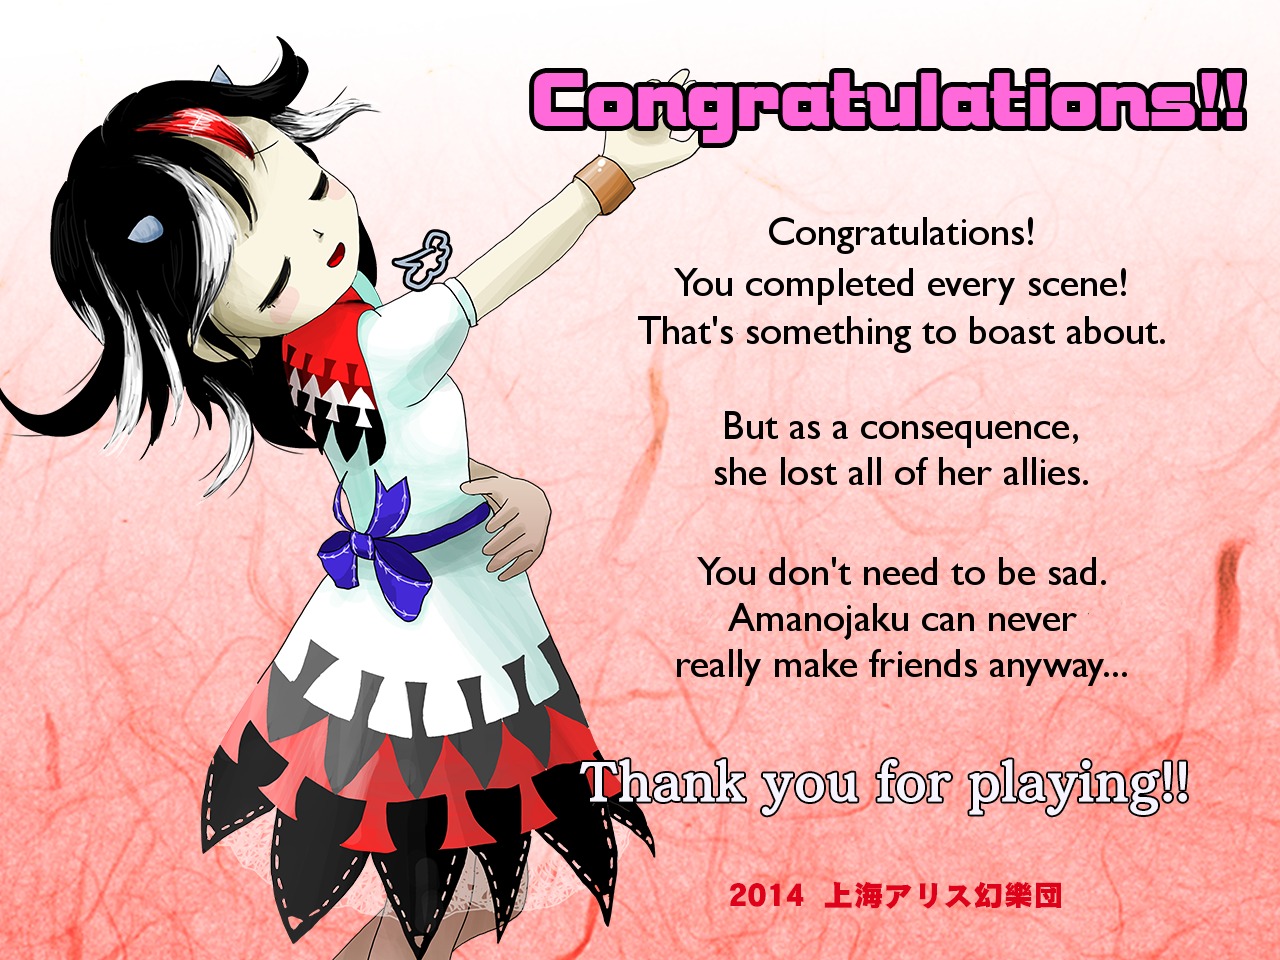 Congratulations!!
Congratulations!
You completed every scene!
That's something to boast about.
But as a consequence,
she lost all of her allies.
You don't need to be sad.
Amanojaku can never
really make friends anyway...
Thank you for playing!!
2014 上海アリス幻樂団